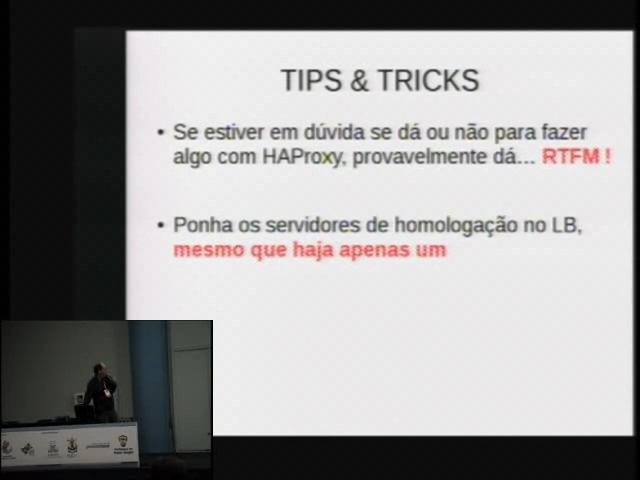 TIPS & TRICKS
• Se estiver em dúvida se dá ou não para fazer
algo com HAProxy, provavelmente dá... RTFM !
• Ponha os servidores de homologação no LB,
mesmo que haja apenas um